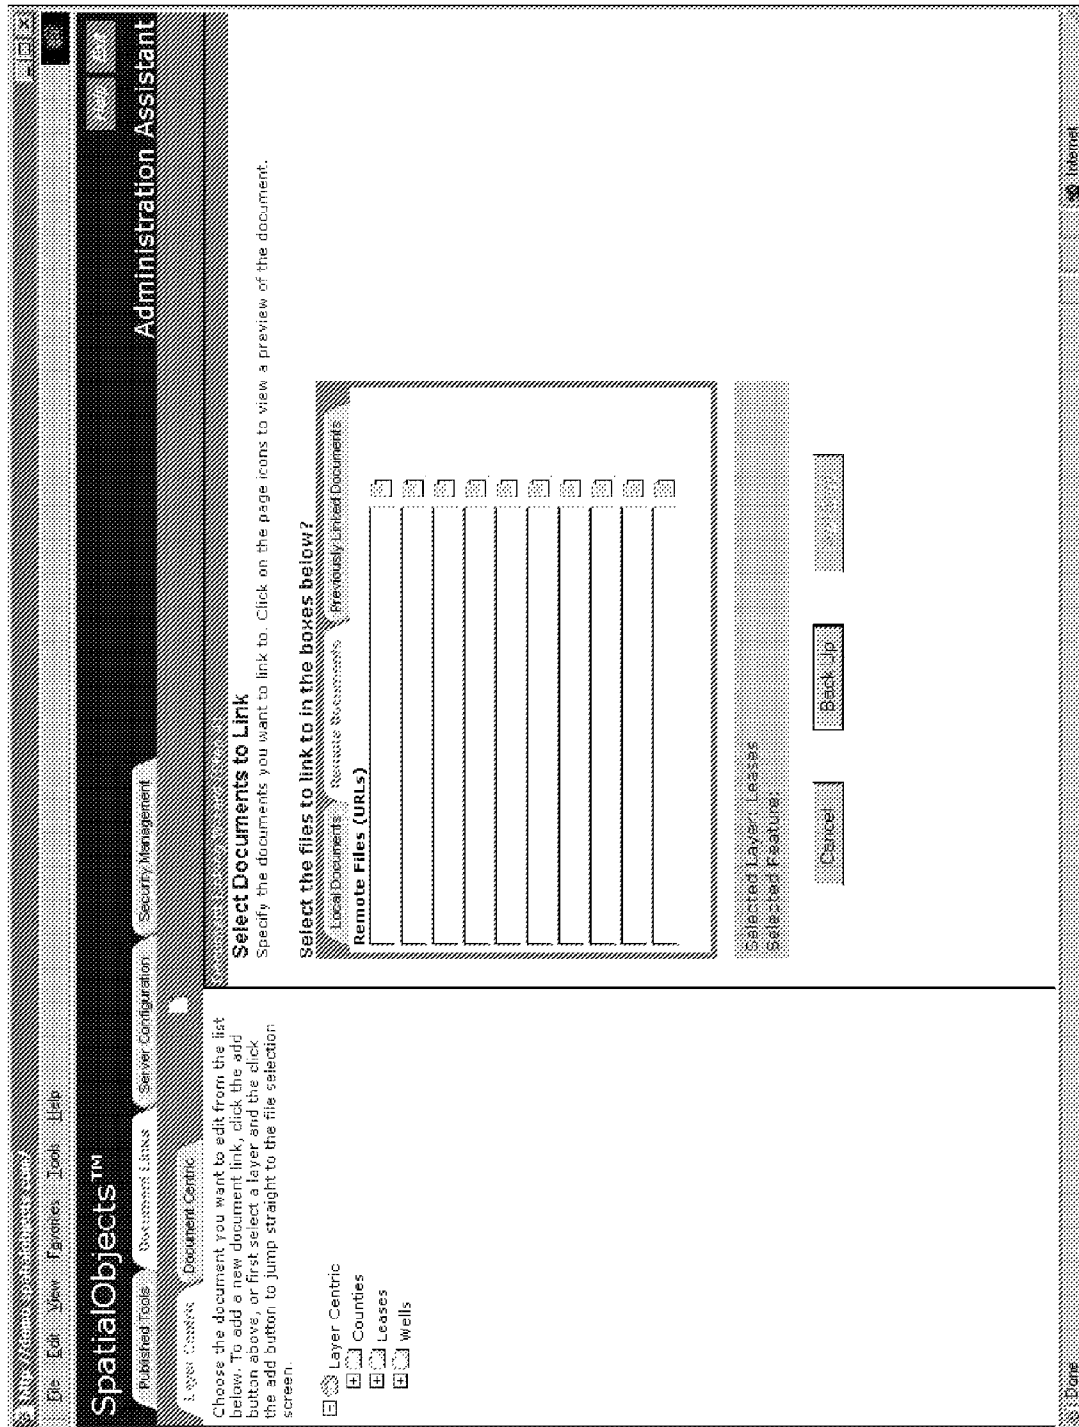 File Edit View Favorites Tools Help
SpatialObjects™
Help Exit
Administration Assistant
Published Tools Document Links Server Configuration Security Management
Layer Centric Document Centric
Choose the document you want to edit from the list
below. To add a new document link, click the add
button above, or first select a layer and the click
the add button to jump straight to the file selection
screen.
Layer Centric
Counties
Leases
Wells
Select Documents to Link
Specify the documents you want to link to. Click on the page icons to view a preview of the document.
Select the files to link to in the boxes below?
Local Documents Remote Documents Previously Linked Documents
Remote Files (URLs)
Selected Layer: Leases
Selected Feature:
Cancel Back Up
Done Internet